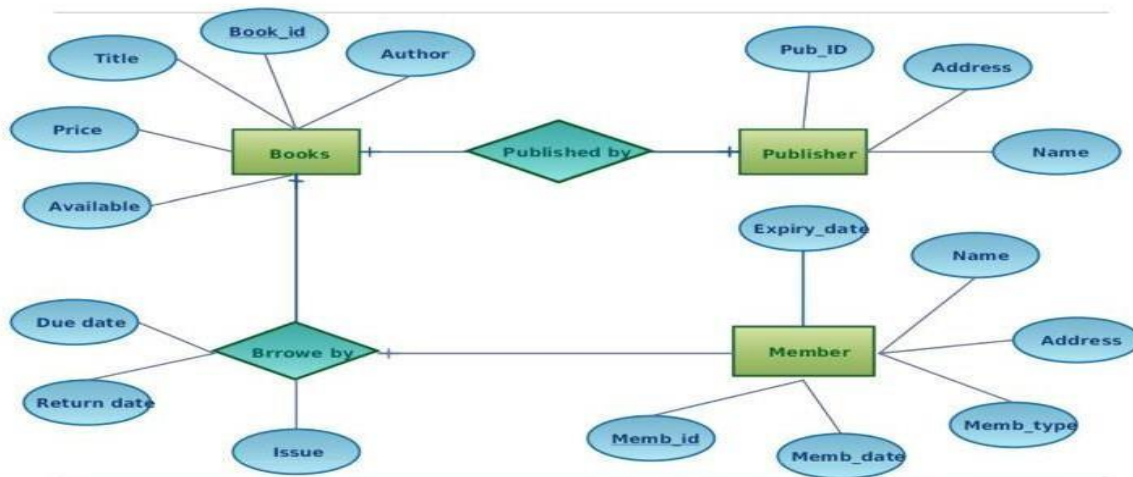 Book_id
Title
Author
Price
Books
Available
Published by
Pub_ID
Address
Publisher
Name
Expiry_date
Name
Due date
Brrowe by
Member
Address
Return date
Issue
Memb_id
Memb_date
Memb_type